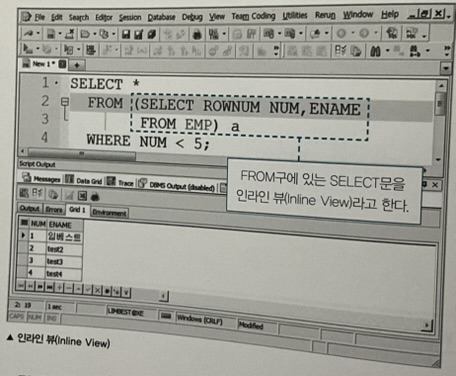 File Edit Search Editor Session Database Debug View Team Coding Utilities Rerun Window Help
New 1*
1 SELECT *
2 FROM (SELECT ROWNUM NUM,ENAME
3 FROM EMP) a
4 WHERE NUM < 5;
Script Output
Messages Data Grid Trace DBMS Output (disabled)
FROM구에 있는 SELECT문을
인라인 뷰(Inline View)라고 한다.
Output Errors Grid 1 Environment
NUM ENAME
1 임베스트
2 test2
3 test3
4 test4
2: 19 1 sec LIMBEST@XE Windows (CRLF) Modified
CAPS NUM INS
▲ 인라인 뷰(Inline View)